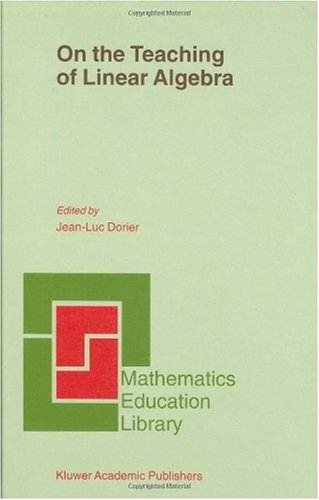 On the Teaching
of Linear Algebra
Edited by
Jean-Luc Dorier
Mathematics
Education
Library
Kluwer Academic Publishers